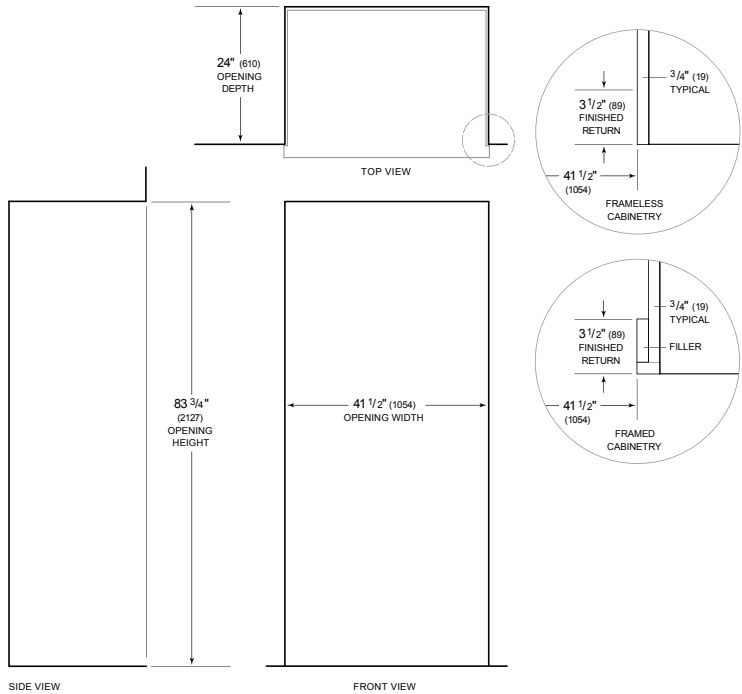 24" (610)
OPENING
DEPTH
TOP VIEW
3/4" (19)
TYPICAL
3 1/2" (89)
FINISHED
RETURN
41 1/2"
(1054)
FRAMELESS
CABINETRY
3/4" (19)
TYPICAL
3 1/2" (89)
FINISHED
RETURN
FILLER
41 1/2"
(1054)
FRAMED
CABINETRY
83 3/4"
(2127)
OPENING
HEIGHT
41 1/2" (1054)
OPENING WIDTH
SIDE VIEW
FRONT VIEW